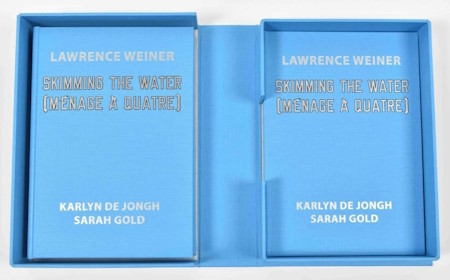 LAWRENCE WEINER
SKIMMING THE WATER
[MÉNAGE À QUATRE]
KARLYN DE JONGH
SARAH GOLD
LAWRENCE WEINER
SKIMMING THE WATER
[MÉNAGE À QUATRE]
KARLYN DE JONGH
SARAH GOLD